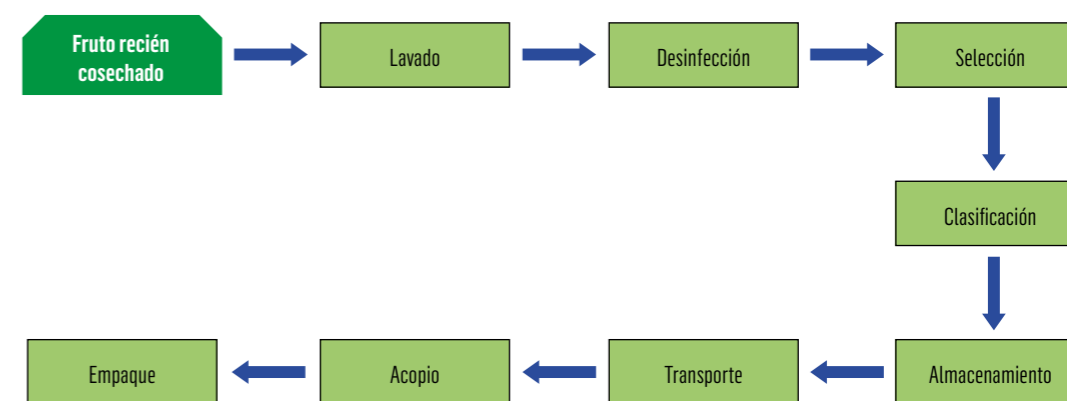 Fruto recién
cosechado
Lavado
Desinfección
Selección
Clasificación
Almacenamiento
Transporte
Acopio
Empaque